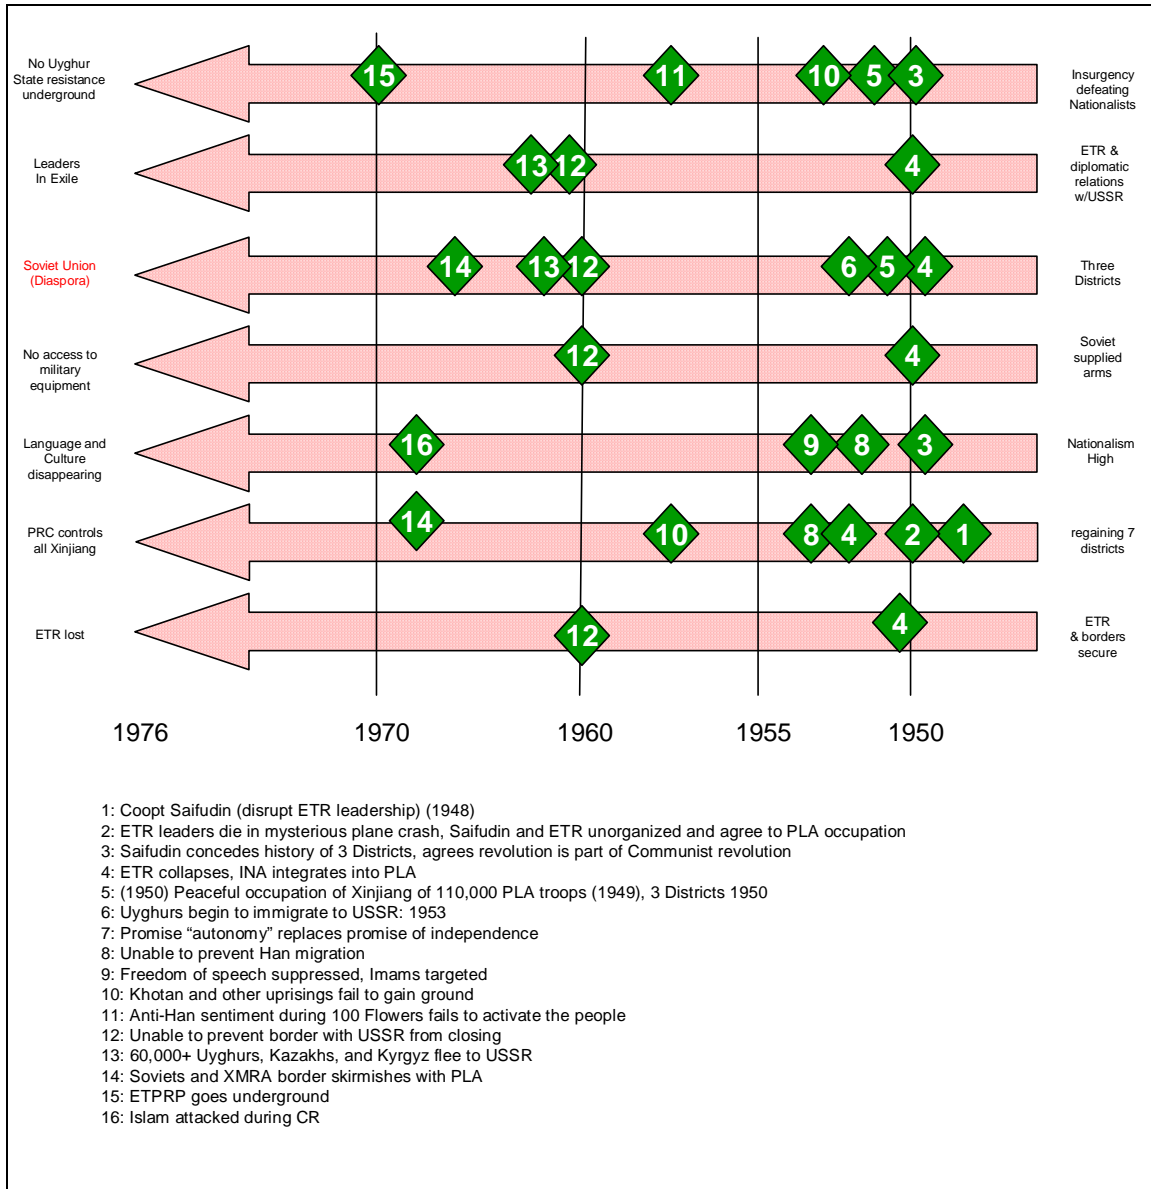 No Uyghur
State resistance
underground
15
11
10
5
3
Insurgency
defeating
Nationalists
Leaders
In Exile
13
12
4
ETR &
diplomatic
relations
w/USSR
Soviet Union
(Diaspora)
14
13
12
6
5
4
Three
Districts
No access to
military
equipment
12
4
Soviet
supplied
arms
Language and
Culture
disappearing
16
9
8
3
Nationalism
High
PRC controls
all Xinjiang
14
10
8
4
2
1
regaining 7
districts
ETR lost
12
4
ETR
& borders
secure
1976
1970
1960
1955
1950
1: Coopt Saifudin (disrupt ETR leadership) (1948)
2: ETR leaders die in mysterious plane crash, Saifudin and ETR unorganized and agree to PLA occupation
3: Saifudin concedes history of 3 Districts, agrees revolution is part of Communist revolution
4: ETR collapses, INA integrates into PLA
5: (1950) Peaceful occupation of Xinjiang of 110,000 PLA troops (1949), 3 Districts 1950
6: Uyghurs begin to immigrate to USSR: 1953
7: Promise “autonomy” replaces promise of independence
8: Unable to prevent Han migration
9: Freedom of speech suppressed, Imams targeted
10: Khotan and other uprisings fail to gain ground
11: Anti-Han sentiment during 100 Flowers fails to activate the people
12: Unable to prevent border with USSR from closing
13: 60,000+ Uyghurs, Kazakhs, and Kyrgyz flee to USSR
14: Soviets and XMRA border skirmishes with PLA
15: ETPRP goes underground
16: Islam attacked during CR